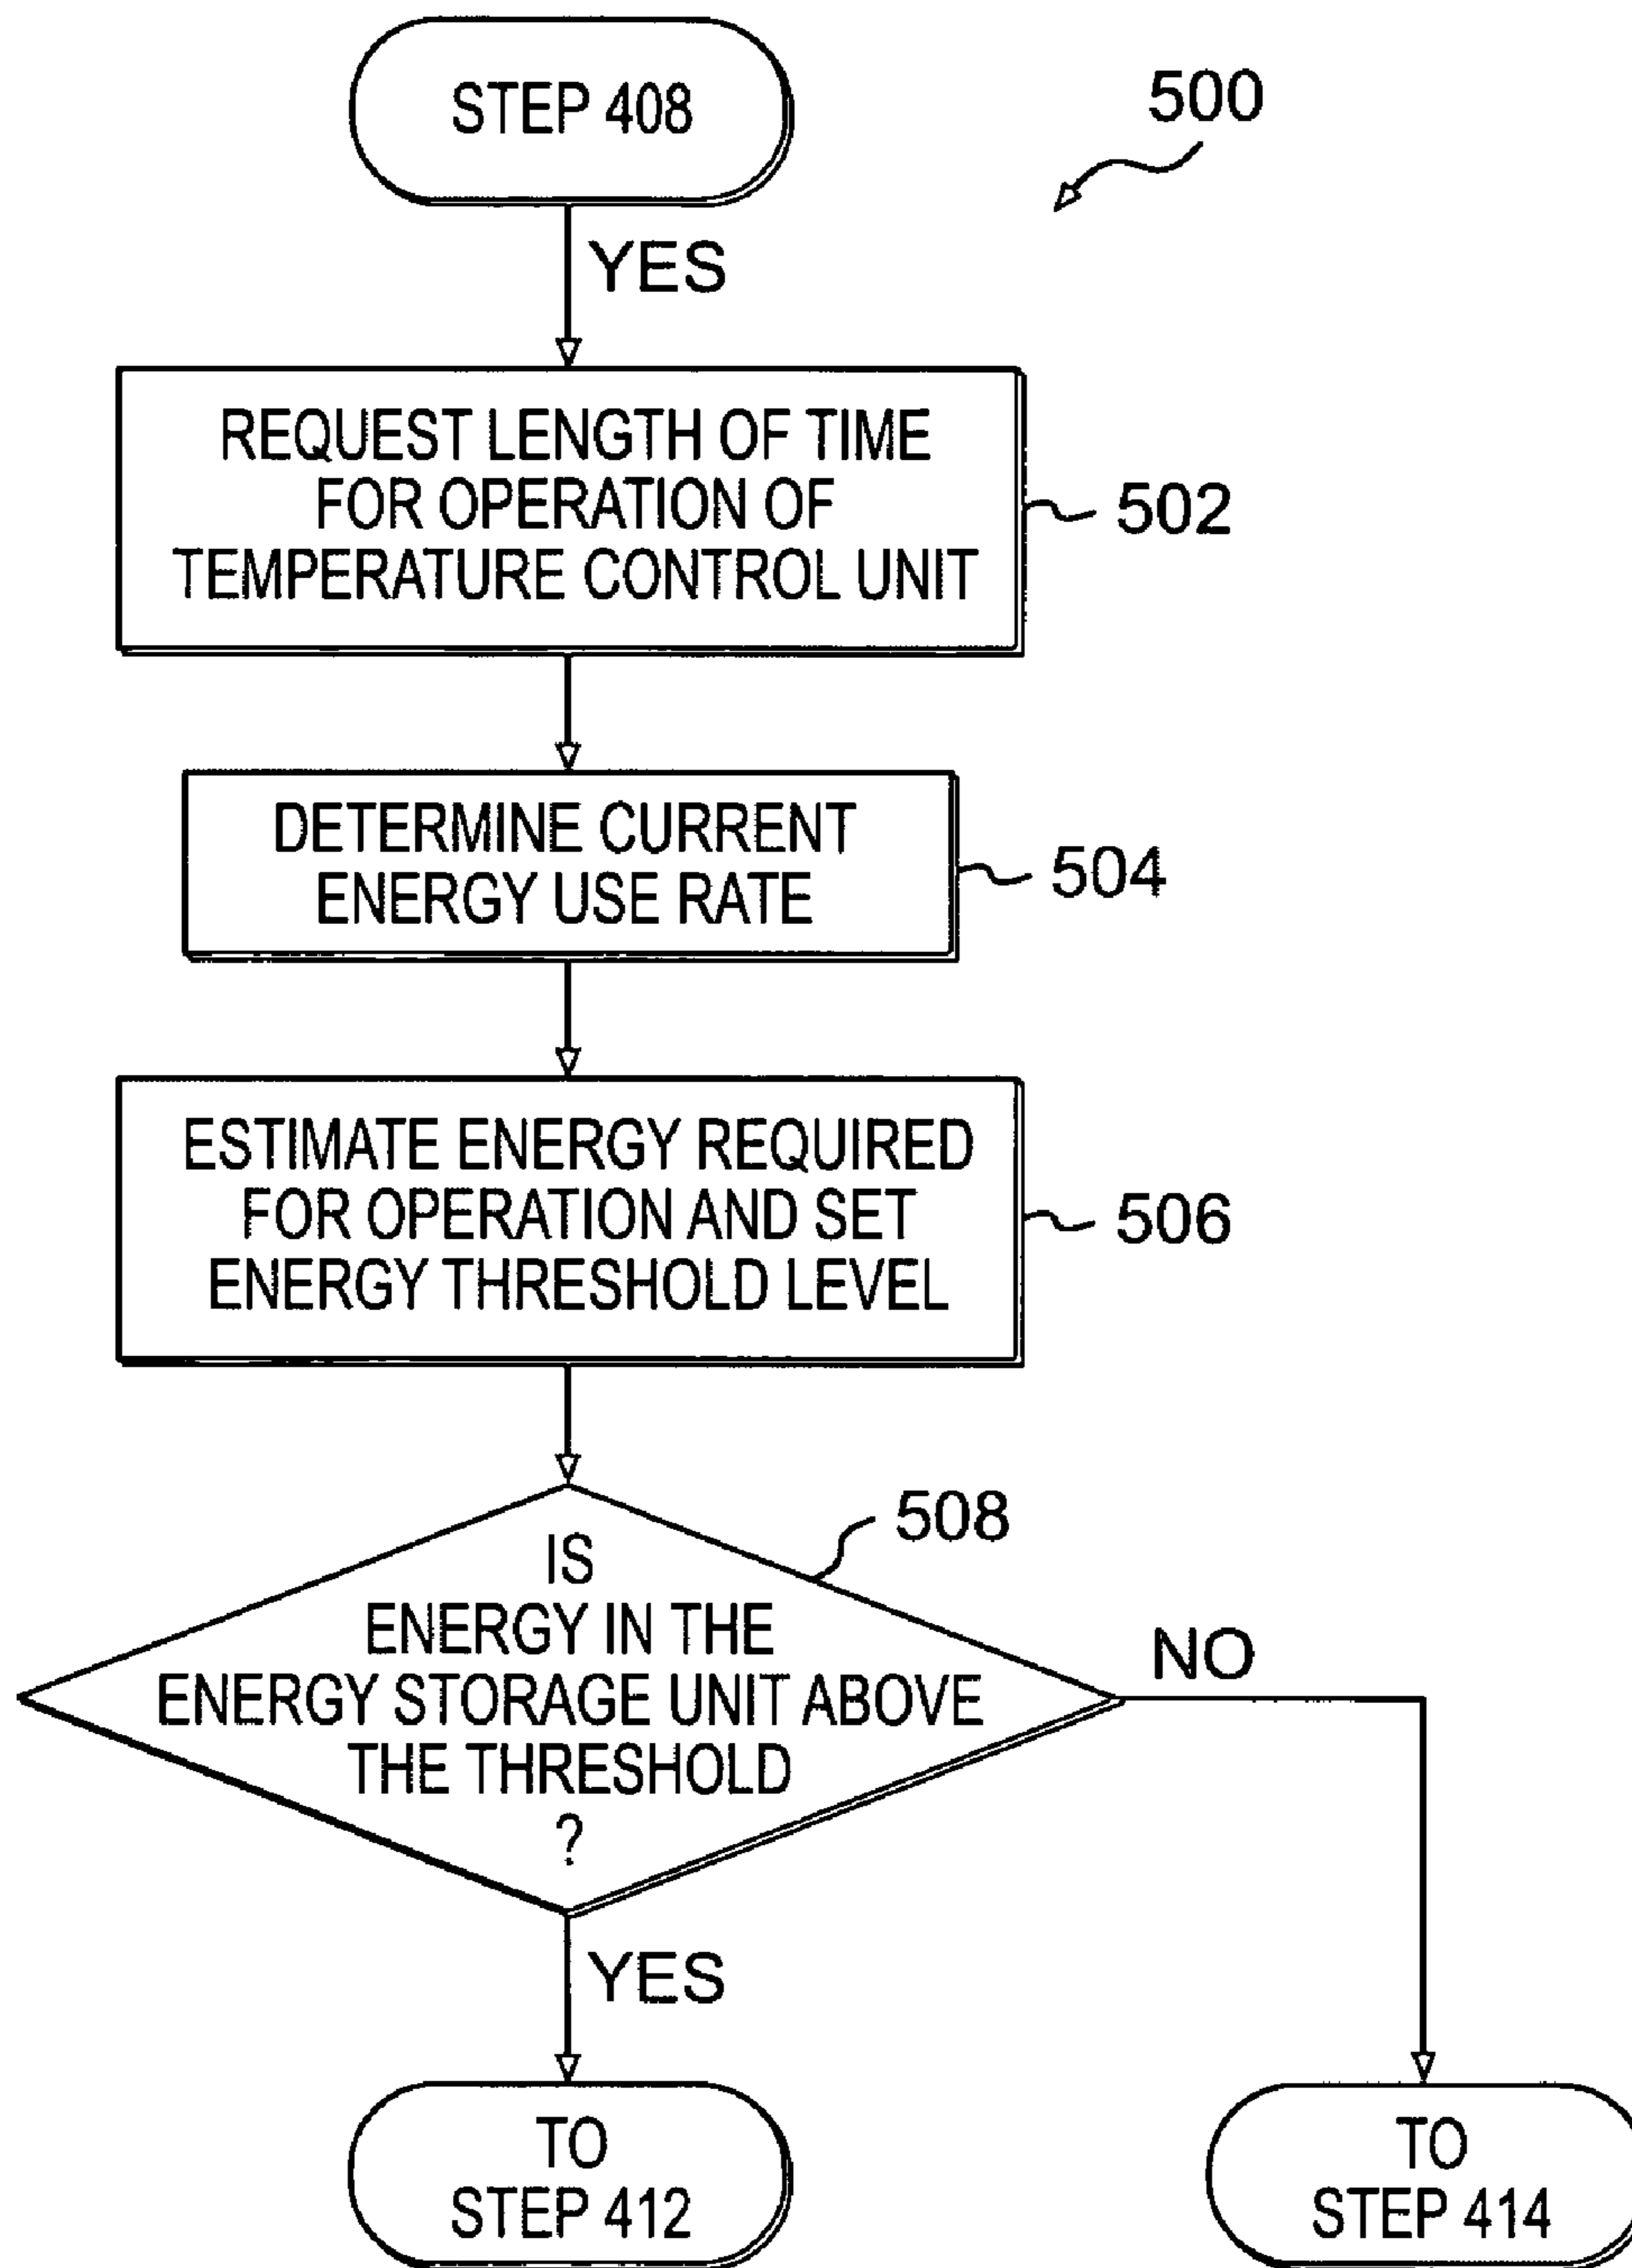 STEP 408
500
YES
REQUEST LENGTH OF TIME
FOR OPERATION OF
TEMPERATURE CONTROL UNIT
502
DETERMINE CURRENT
ENERGY USE RATE
504
ESTIMATE ENERGY REQUIRED
FOR OPERATION AND SET
ENERGY THRESHOLD LEVEL
506
508
IS
ENERGY IN THE
ENERGY STORAGE UNIT ABOVE
THE THRESHOLD
?
NO
YES
TO
STEP 412
TO
STEP 414